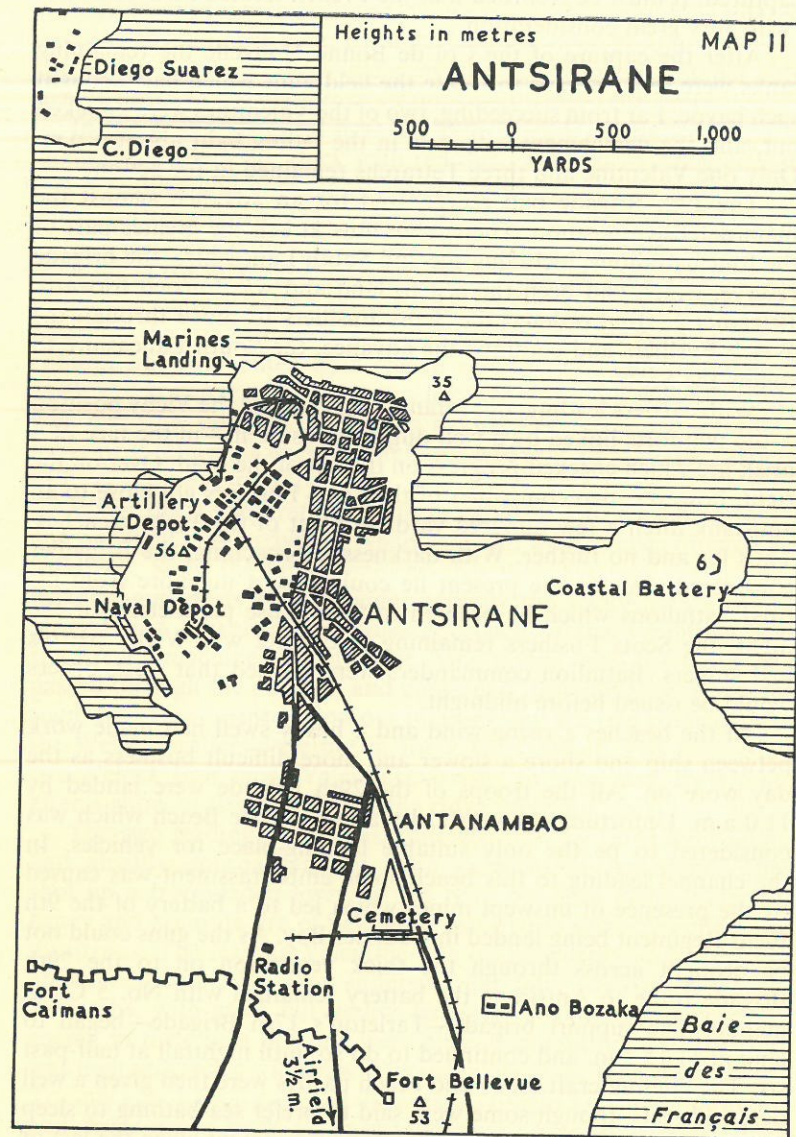 Heights in metres
MAP II
ANTSIRANE
500
0
500
1,000
YARDS
Diego Suarez
C. Diego
Marines
Landing
35
Artillery
Depot
56
Naval Depot
6
Coastal Battery
ANTSIRANE
ANTANAMBAO
Cemetery
Radio
Station
Fort
Caimans
Airfield
3½ m.
Ano Bozaka
Fort Bellevue
53
Baie
des
Français